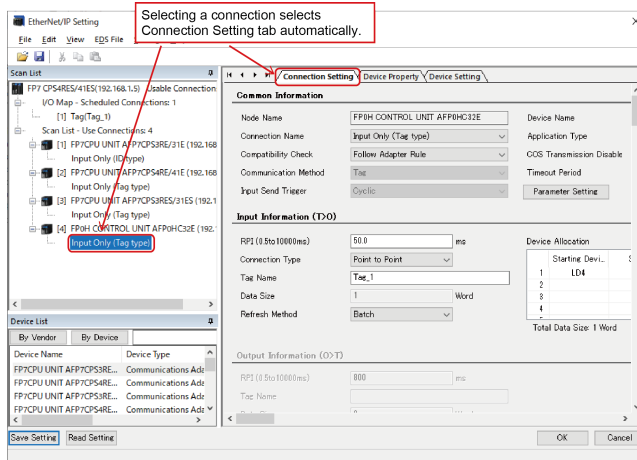 EtherNet/IP Setting
Selecting a connection selects
Connection Setting tab automatically.
File Edit View EDS File
Scan List
FP7 CPS4RES/41ES(192.168.1.5) Usable Connection
I/O Map - Scheduled Connections: 1
[1] Tag(Tag_1)
Scan List - Use Connections: 4
[1] FP7CPU UNIT AFP7CPS3RE/31E (192.168
Input Only (ID type)
[2] FP7CPU UNIT AFP7CPS4RE/41E (192.168
Input Only (Tag type)
[3] FP7CPU UNIT AFP7CPS3RES/31ES (192.1
Input Only (Tag type)
[4] FP0H CONTROL UNIT AFP0HC32E (192.
Input Only (Tag type)
Device List
By Vendor By Device
Device Name Device Type
FP7CPU UNIT AFP7CPS3RE... Communications Ada
FP7CPU UNIT AFP7CPS4RE... Communications Ada
FP7CPU UNIT AFP7CPS3RE... Communications Ada
FP7CPU UNIT AFP7CPS4RE... Communications Ada
Save Setting Read Setting
Connection Setting Device Property Device Setting
Common Information
Node Name FP0H CONTROL UNIT AFP0HC32E Device Name
Connection Name Input Only (Tag type) Application Type
Compatibility Check Follow Adapter Rule COS Transmission Disable
Communication Method Tag Timeout Period
Input Send Trigger Cyclic Parameter Setting
Input Information (T>O)
RPI (0.5to10000ms) 50.0 ms Device Allocation
Connection Type Point to Point Starting Devi...
Tag Name Tag_1 1 LD4
2
Data Size 1 Word 3
Refresh Method Batch 4
Total Data Size: 1 Word
Output Information (O>T)
RPI (0.5to10000ms) 800 ms
Tag Name
OK Cancel